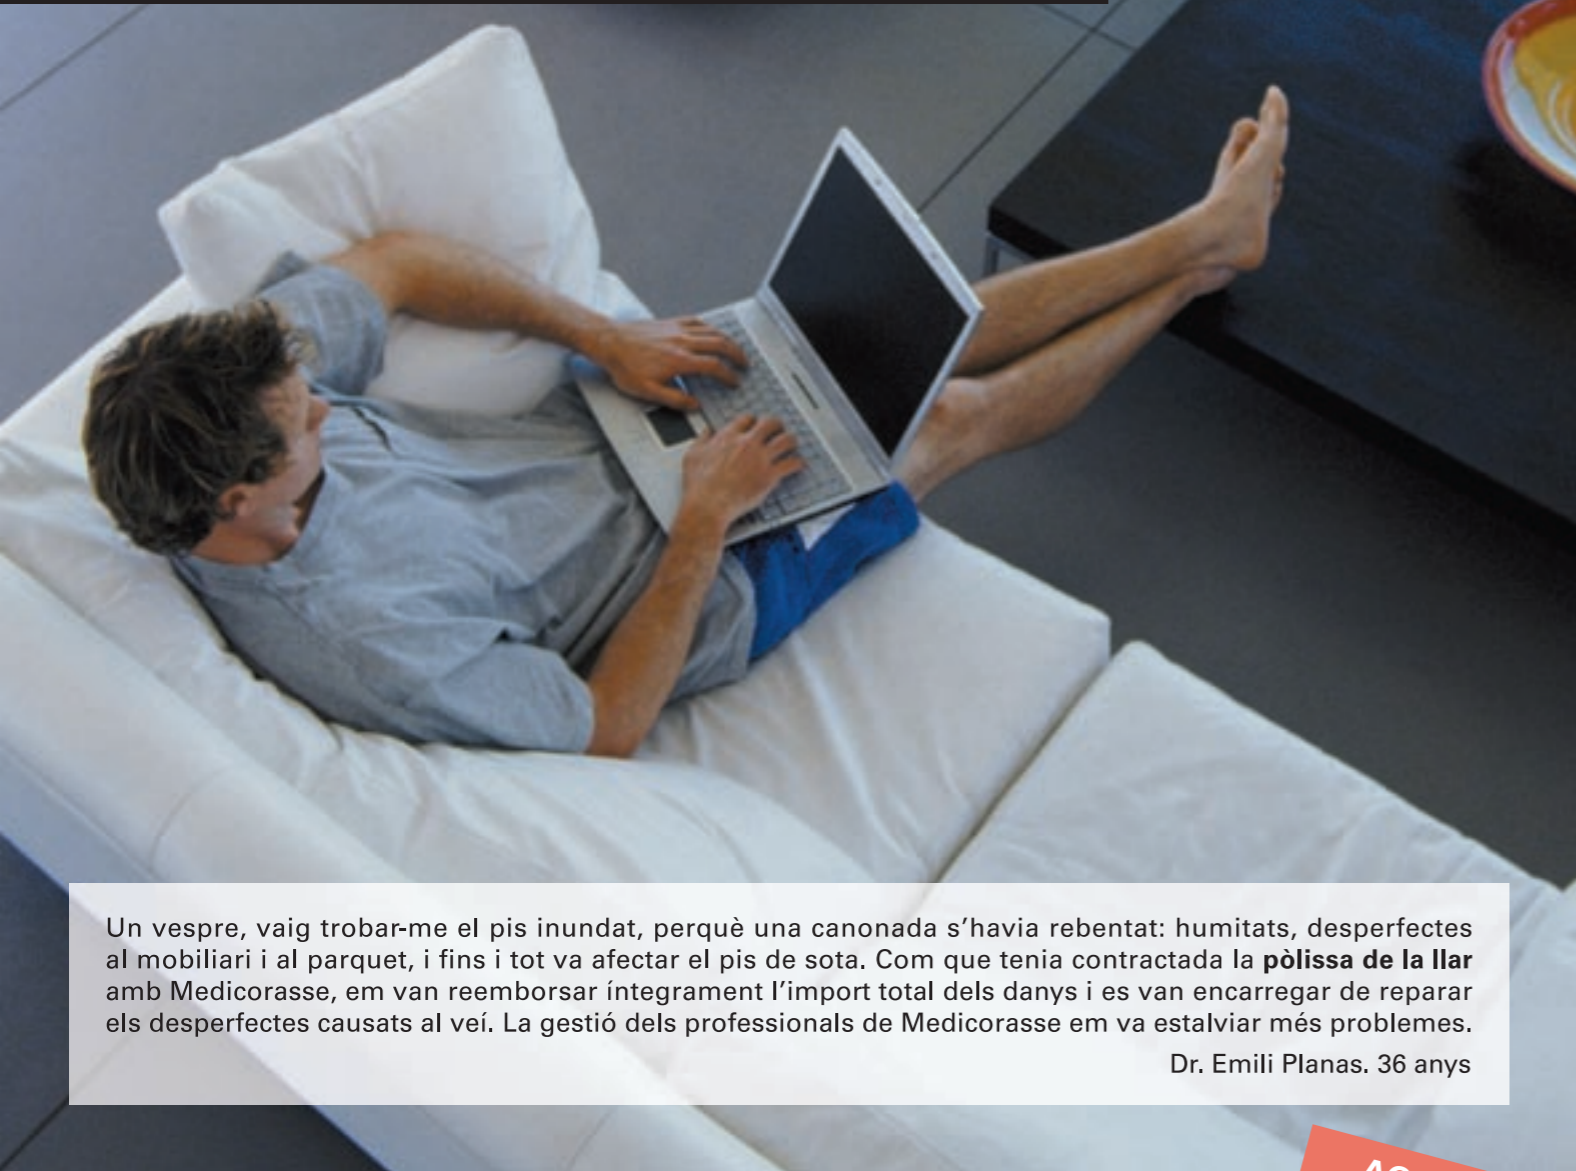 Un vespre, vaig trobar-me el pis inundat, perquè una canonada s’havia rebentat: humitats, desperfectes
al mobiliari i al parquet, i fins i tot va afectar el pis de sota. Com que tenia contractada la pòlissa de la llar
amb Medicorasse, em van reemborsar íntegrament l’import total dels danys i es van encarregar de reparar
els desperfectes causats al veí. La gestió dels professionals de Medicorasse em va estalviar més problemes.
Dr. Emili Planas. 36 anys